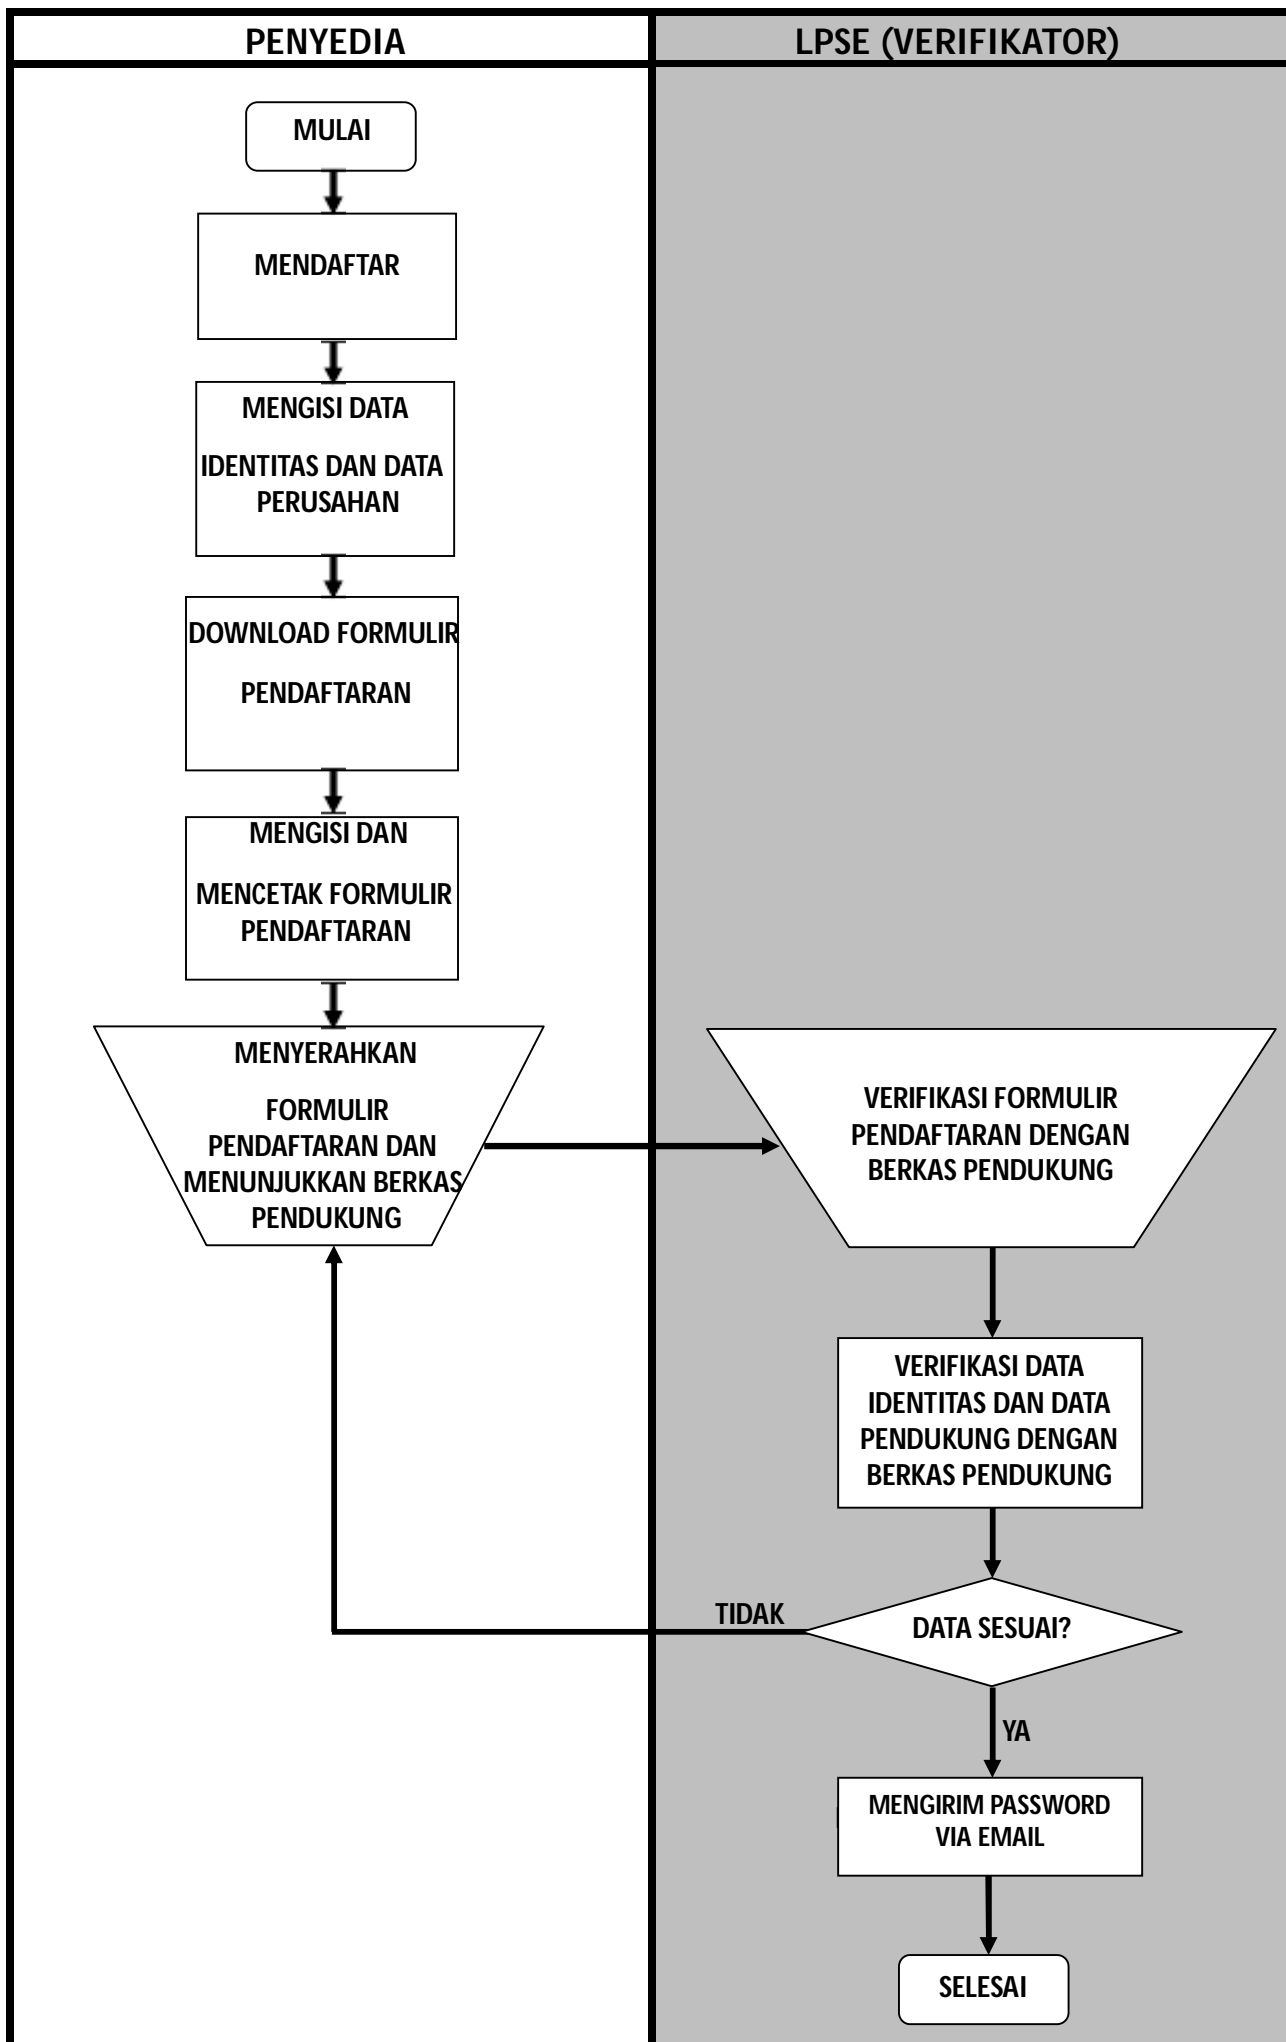 PENYEDIA
LPSE (VERIFIKATOR)
MULAI
MENDAFTAR
MENGISI DATA
IDENTITAS DAN DATA
PERUSAHAN
DOWNLOAD FORMULIR
PENDAFTARAN
MENGISI DAN
MENCETAK FORMULIR
PENDAFTARAN
MENYERAHKAN
FORMULIR
PENDAFTARAN DAN
MENUNJUKKAN BERKAS
PENDUKUNG
VERIFIKASI FORMULIR
PENDAFTARAN DENGAN
BERKAS PENDUKUNG
VERIFIKASI DATA
IDENTITAS DAN DATA
PENDUKUNG DENGAN
BERKAS PENDUKUNG
DATA SESUAI?
TIDAK
YA
MENGIRIM PASSWORD
VIA EMAIL
SELESAI